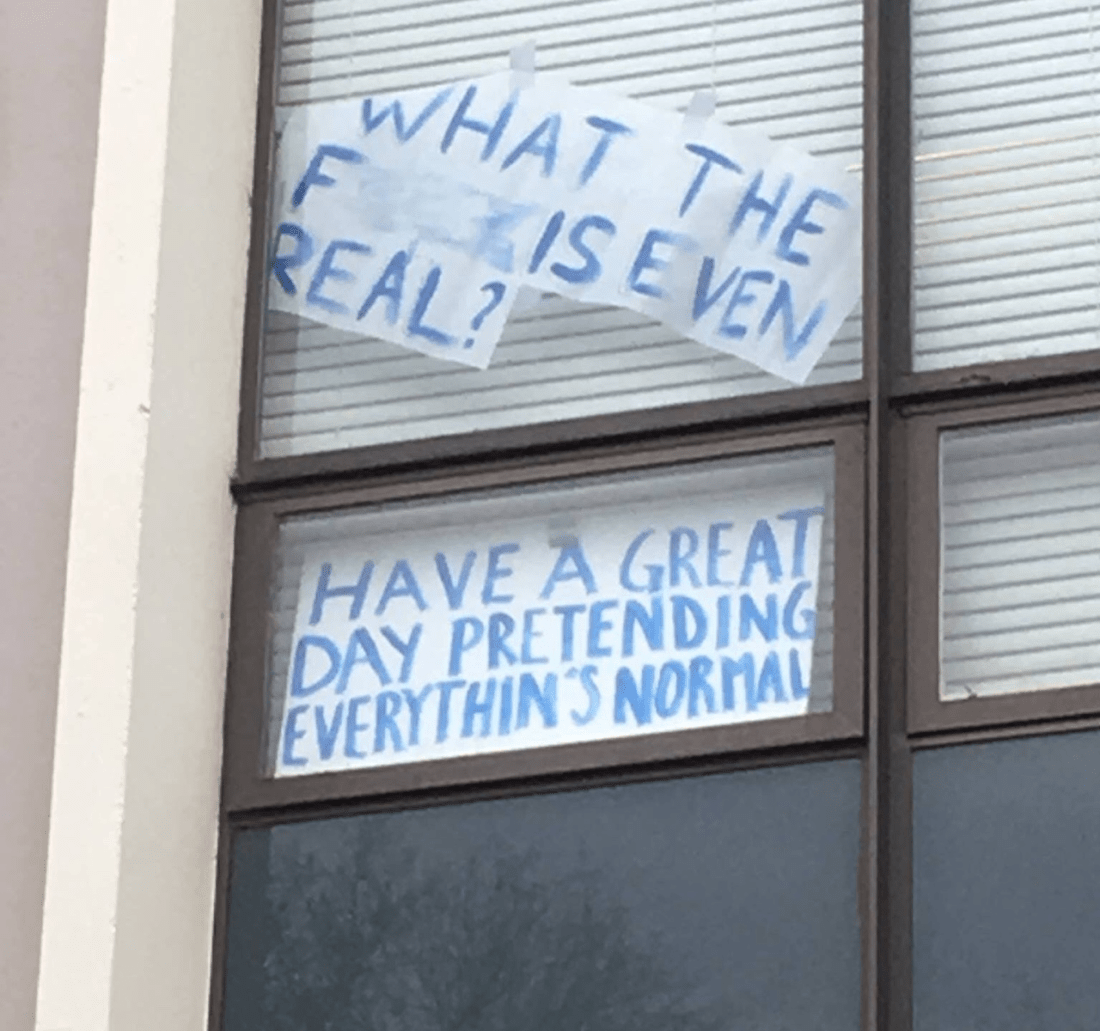 WHAT THE
F IS EVEN
REAL?
HAVE A GREAT
DAY PRETENDING
EVERYTHIN'S NORMAL